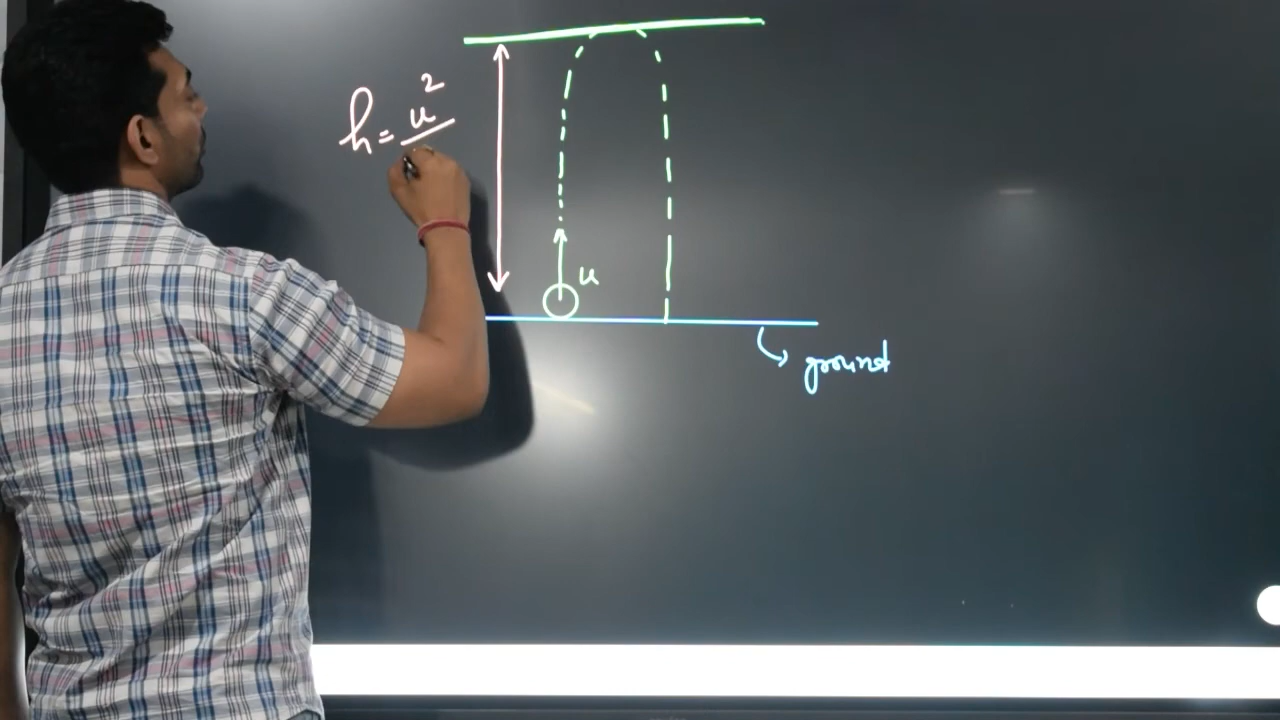 h = u²
u
ground